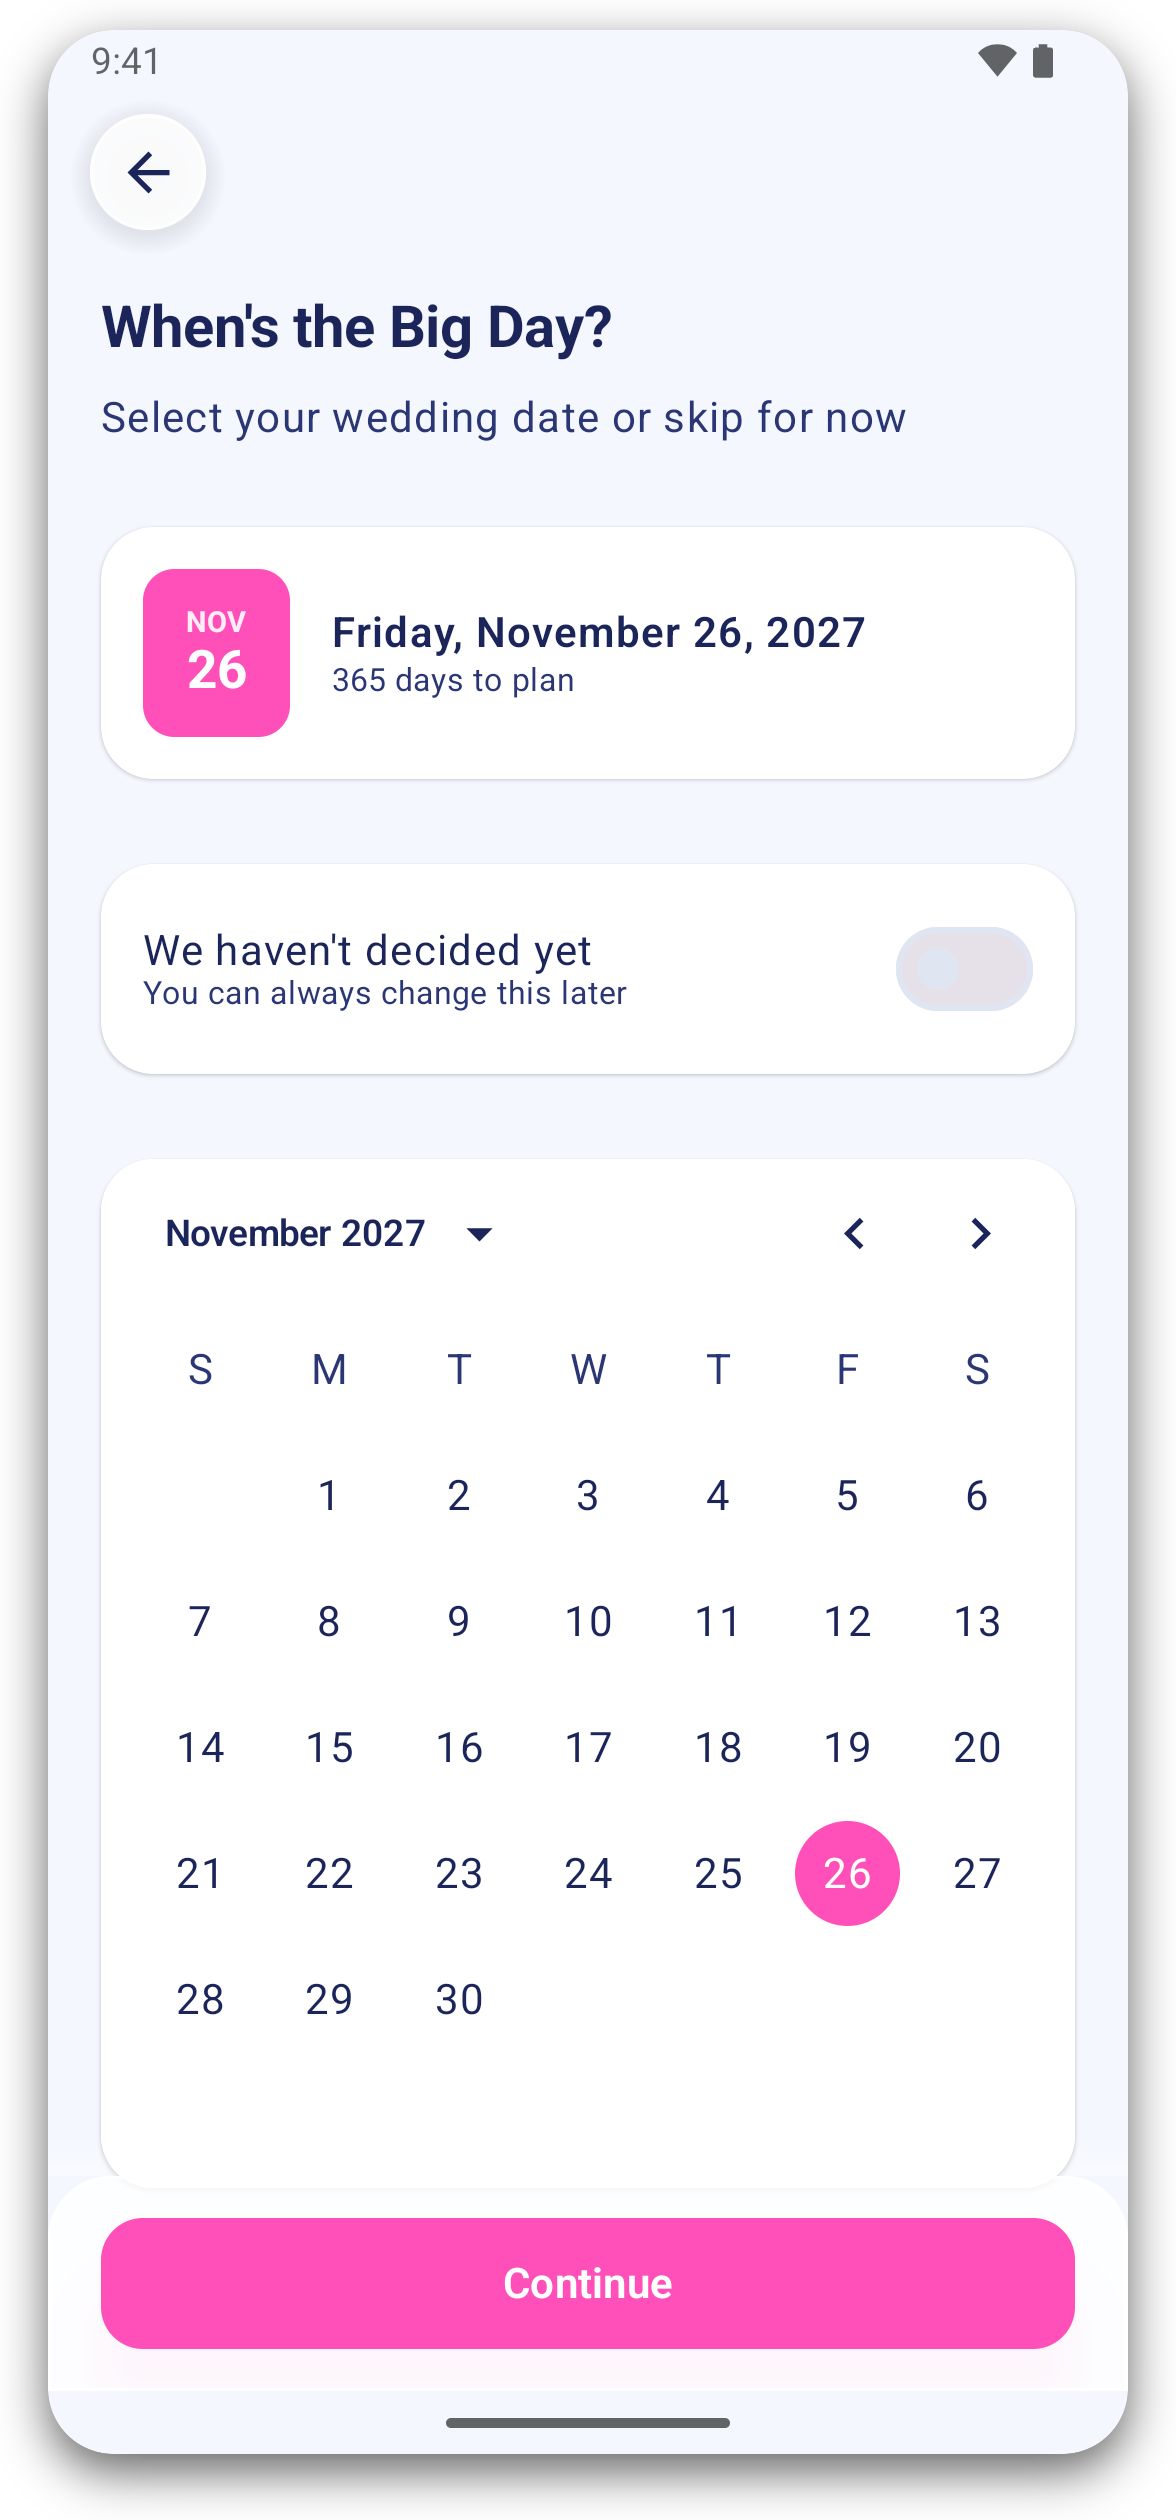 9:41
When's the Big Day?
Select your wedding date or skip for now
NOV
26
Friday, November 26, 2027
365 days to plan
We haven't decided yet
You can always change this later
November 2027
S M T W T F S
1 2 3 4 5 6
7 8 9 10 11 12 13
14 15 16 17 18 19 20
21 22 23 24 25 26 27
28 29 30
Continue